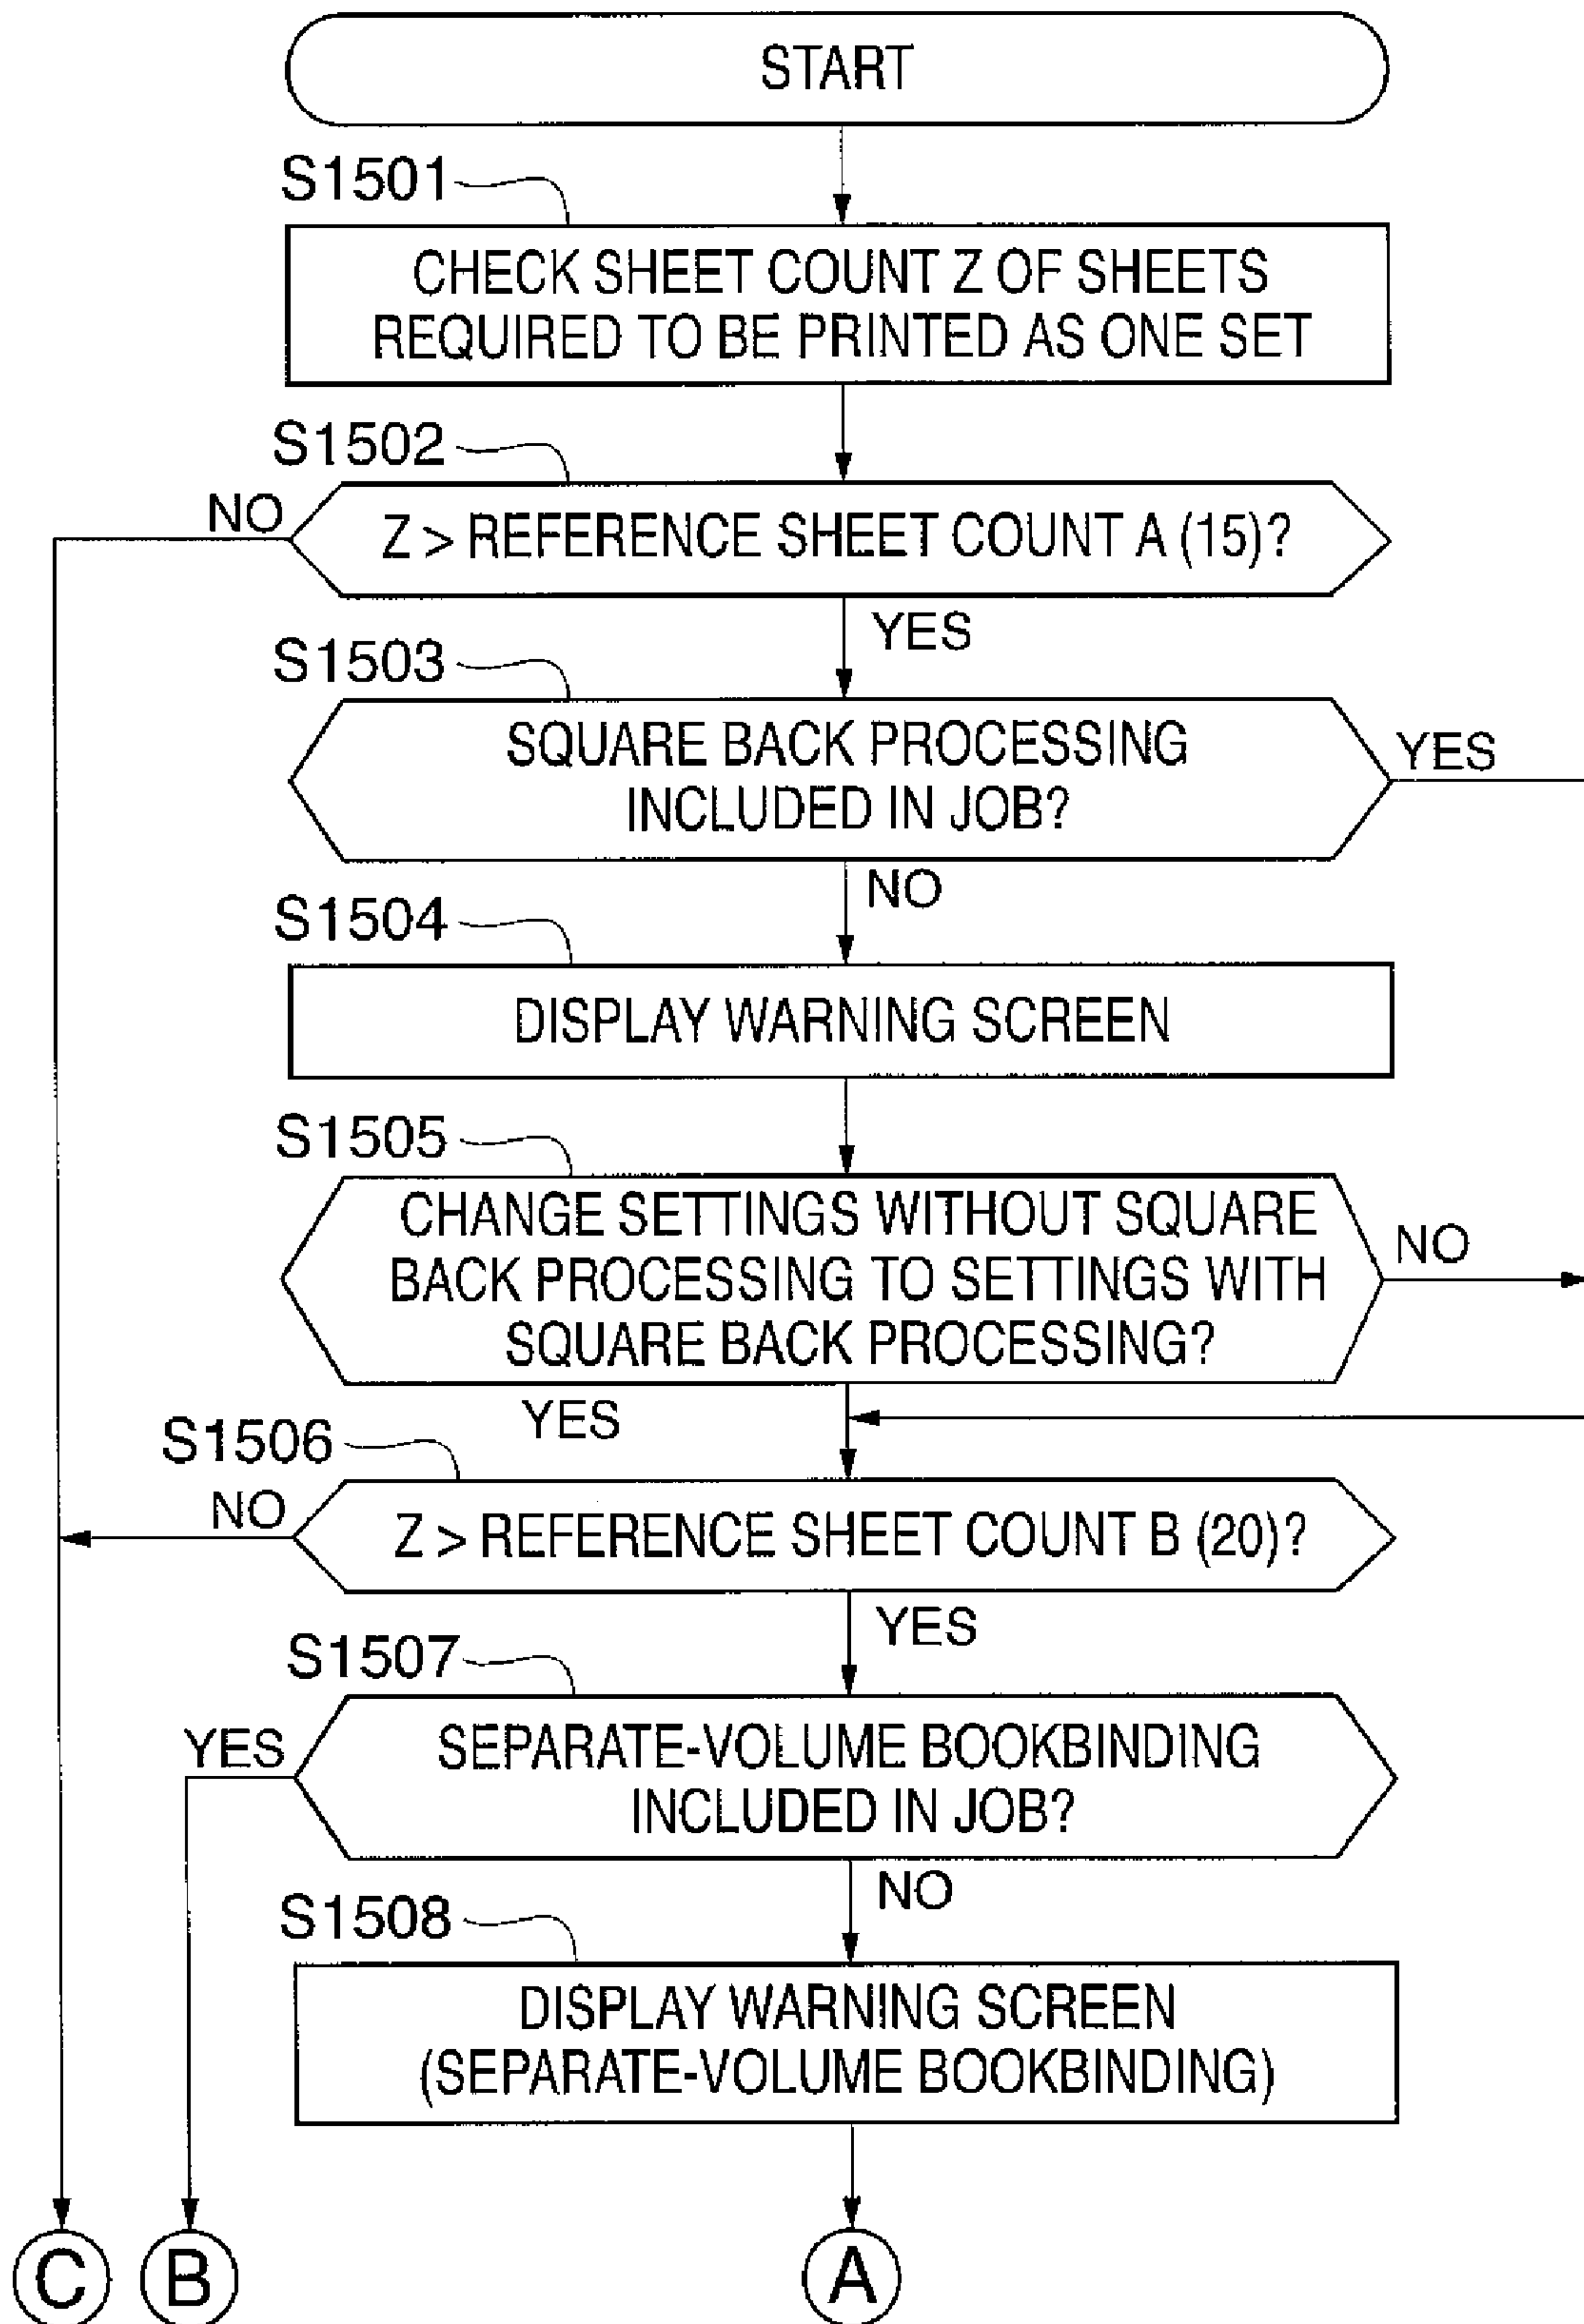 START
S1501
CHECK SHEET COUNT Z OF SHEETS
REQUIRED TO BE PRINTED AS ONE SET
S1502
NO
Z > REFERENCE SHEET COUNT A (15)?
YES
S1503
SQUARE BACK PROCESSING
INCLUDED IN JOB?
YES
NO
S1504
DISPLAY WARNING SCREEN
S1505
CHANGE SETTINGS WITHOUT SQUARE
BACK PROCESSING TO SETTINGS WITH
SQUARE BACK PROCESSING?
NO
YES
S1506
NO
Z > REFERENCE SHEET COUNT B (20)?
YES
S1507
YES
SEPARATE-VOLUME BOOKBINDING
INCLUDED IN JOB?
NO
S1508
DISPLAY WARNING SCREEN
(SEPARATE-VOLUME BOOKBINDING)
C B A